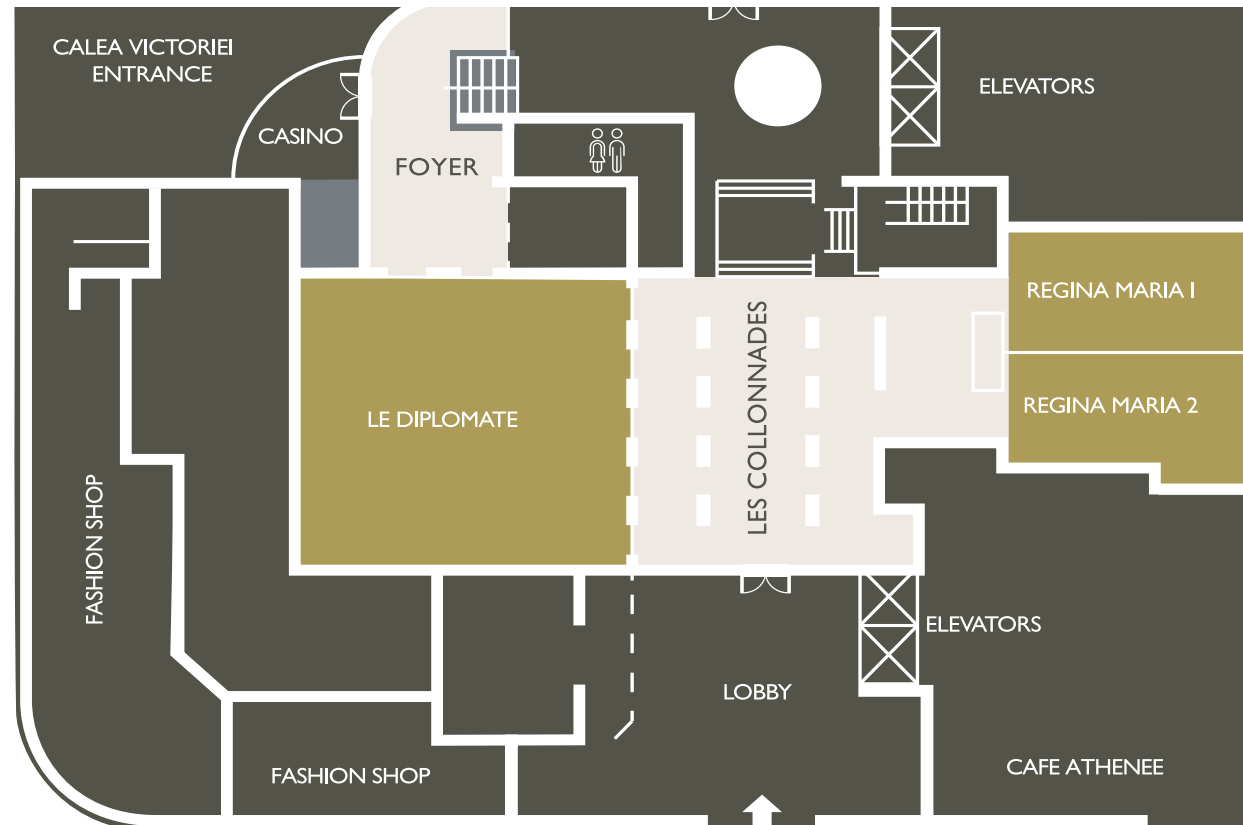 CALEA VICTORIEI
ENTRANCE
ELEVATORS
CASINO
FOYER
REGINA MARIA I
LES COLLONNADES
REGINA MARIA 2
LE DIPLOMATE
FASHION SHOP
ELEVATORS
LOBBY
CAFE ATHENEE
FASHION SHOP